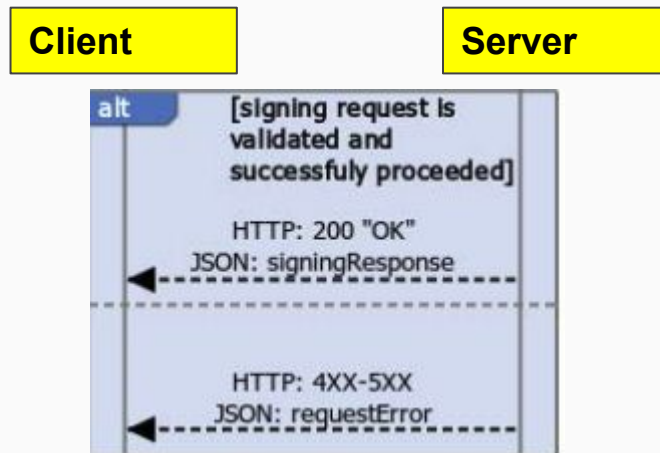 Client
Server
alt
[signing request is
validated and
successfuly proceeded]
HTTP: 200 "OK"
JSON: signingResponse
HTTP: 4XX-5XX
JSON: requestError